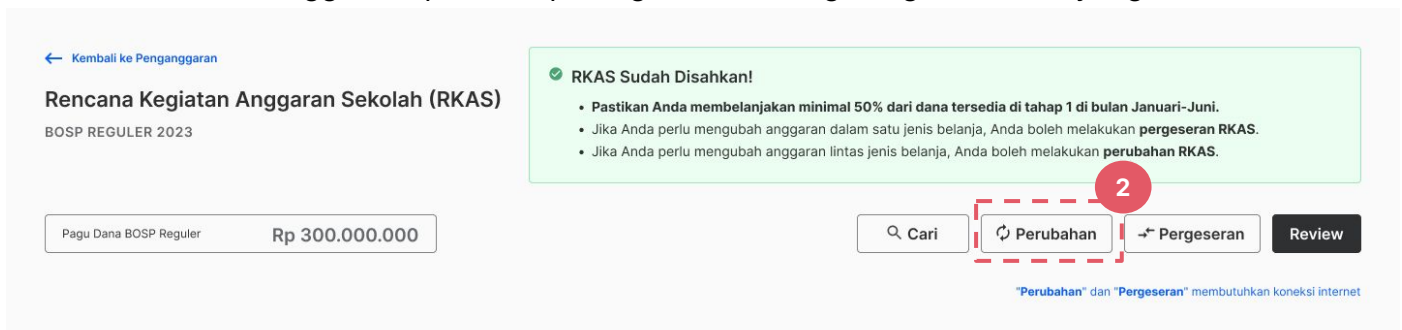 ← Kembali ke Penganggaran
Rencana Kegiatan Anggaran Sekolah (RKAS)
BOSP REGULER 2023
RKAS Sudah Disahkan!
• Pastikan Anda membelanjakan minimal 50% dari dana tersedia di tahap 1 di bulan Januari-Juni.
• Jika Anda perlu mengubah anggaran dalam satu jenis belanja, Anda boleh melakukan pergeseran RKAS.
• Jika Anda perlu mengubah anggaran lintas jenis belanja, Anda boleh melakukan perubahan RKAS.
2
Pagu Dana BOSP Reguler Rp 300.000.000
Cari Perubahan Pergeseran Review
"Perubahan" dan "Pergeseran" membutuhkan koneksi internet